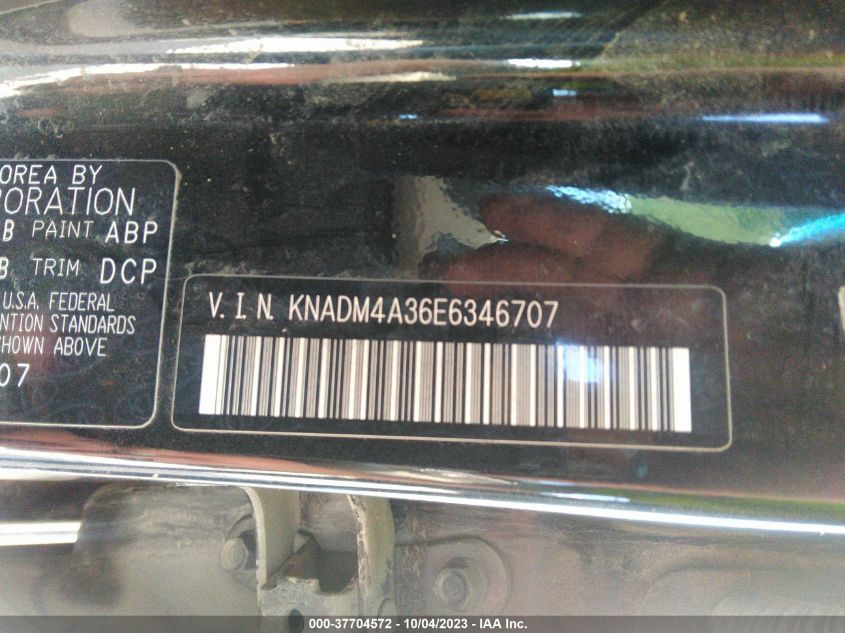 OREA BY
ORATION
B PAINT ABP
B TRIM DCP
U.S.A. FEDERAL
NTION STANDARDS
HOWN ABOVE
07
V.I.N. KNADM4A36E6346707
000-37704572 - 10/04/2023 - IAA Inc.